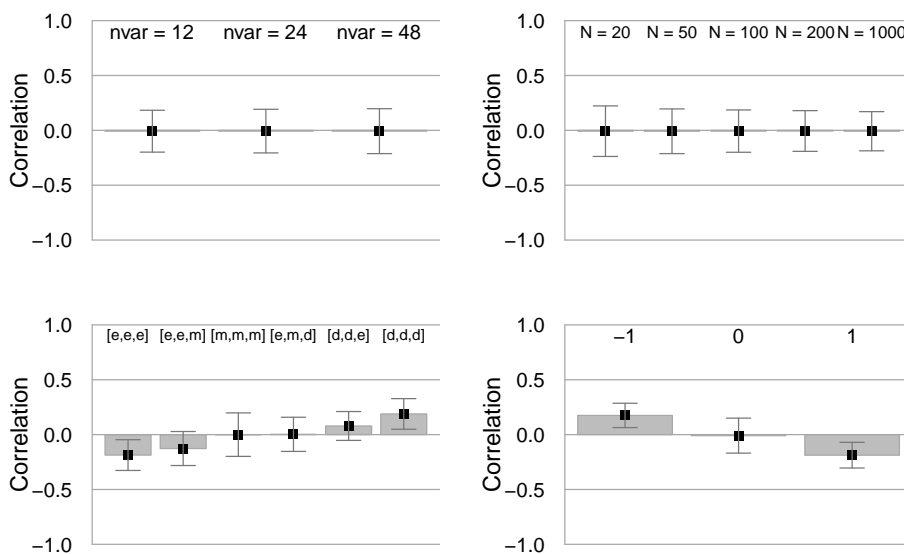 1.0
nvar = 12 nvar = 24 nvar = 48
0.5
0.0
−0.5
−1.0
Correlation
1.0
N = 20 N = 50 N = 100 N = 200 N = 1000
0.5
0.0
−0.5
−1.0
Correlation
1.0
[e,e,e] [e,e,m] [m,m,m] [e,m,d] [d,d,e] [d,d,d]
0.5
0.0
−0.5
−1.0
Correlation
1.0
−1 0 1
0.5
0.0
−0.5
−1.0
Correlation